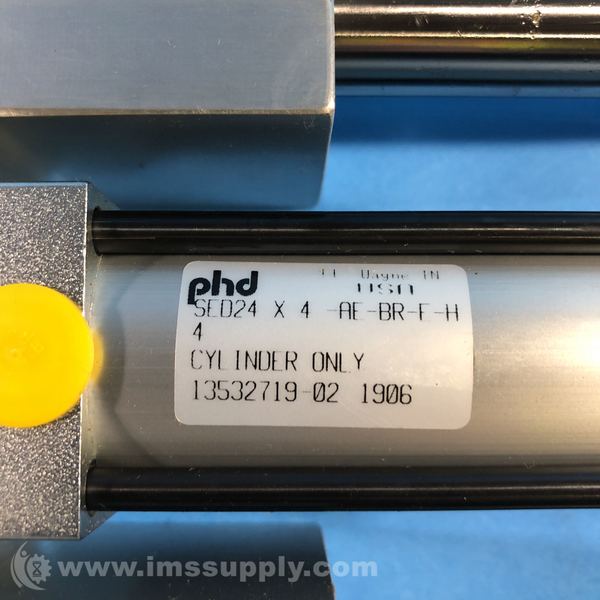 phd
Ft Wayne IN
USA
SED24 X 4 -AE-BR-F-H
4
CYLINDER ONLY
13532719-02 1906
www.imssupply.com